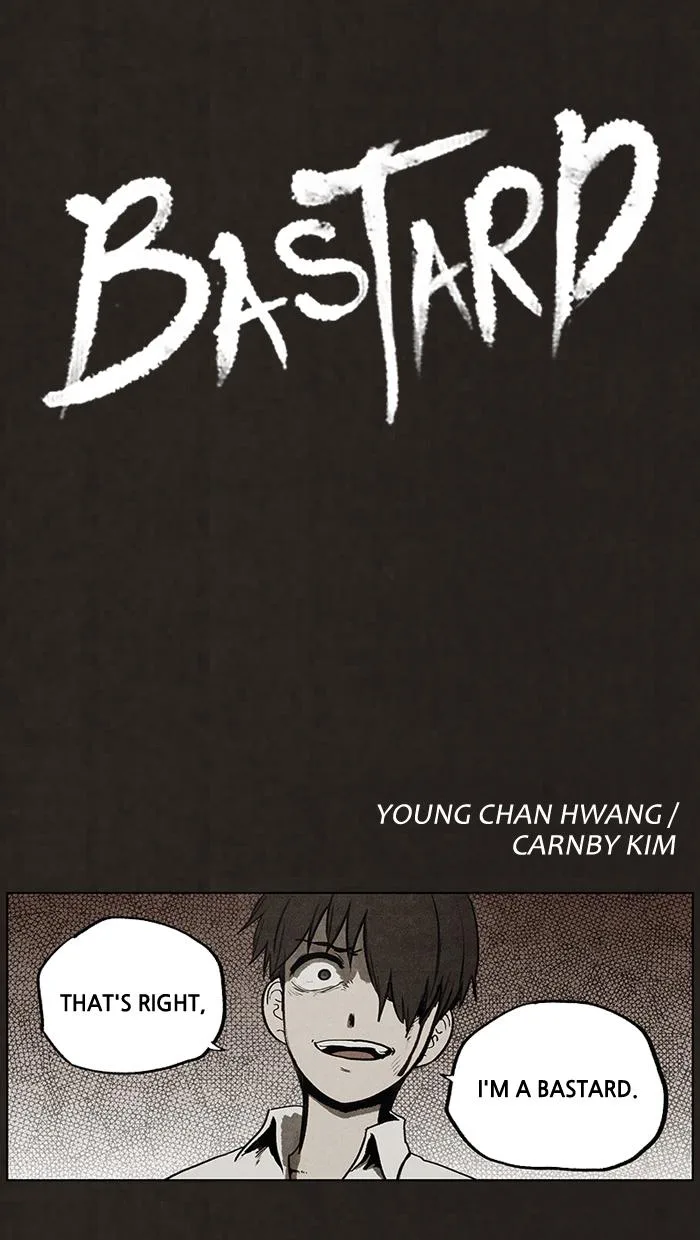 BASTARD
YOUNG CHAN HWANG /
CARNBY KIM
THAT'S RIGHT,
I'M A BASTARD.